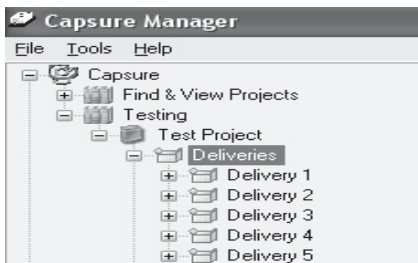 Capsure Manager
File Tools Help
Capsure
Find & View Projects
Testing
Test Project
Deliveries
Delivery 1
Delivery 2
Delivery 3
Delivery 4
Delivery 5